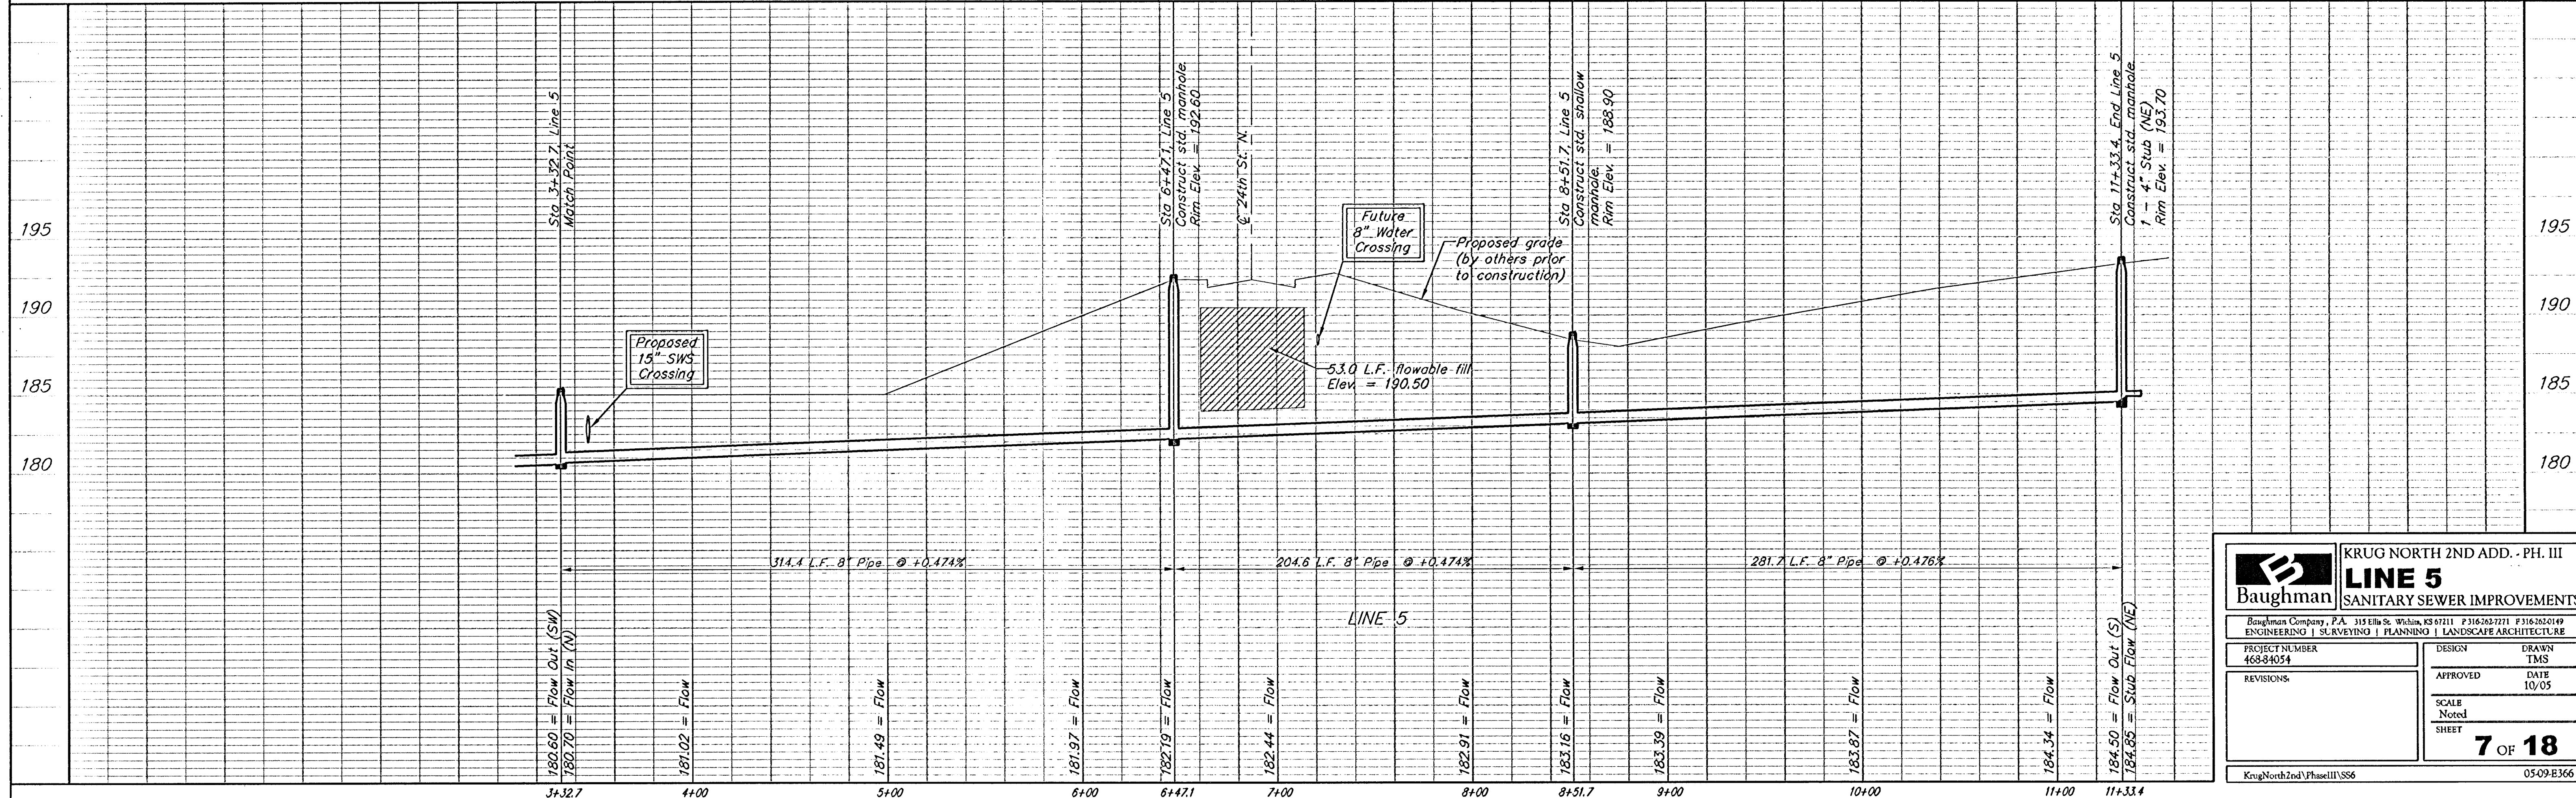 Sta 3+32.7, Line 5
Match Point
Sta 6+47.1, Line 5
Construct std. manhole.
Rim Elev. = 192.60
℄ 24th St. N.
Sta 8+51.7, Line 5
Construct std. shallow
manhole.
Rim Elev. = 188.90
Sta 11+33.4, End Line 5
Construct std. manhole.
1 - 4" Stub (NE)
Rim Elev. = 193.70
195
190
185
180
195
190
185
180
Proposed
15" SWS
Crossing
Future
8" Water
Crossing
Proposed grade
(by others prior
to construction)
53.0 L.F. flowable fill
Elev. = 190.50
314.4 L.F. 8" Pipe @ +0.474%
204.6 L.F. 8" Pipe @ +0.474%
281.7 L.F. 8" Pipe @ +0.476%
LINE 5
180.60 = Flow Out (SW)
180.70 = Flow In (N)
181.02 = Flow
181.49 = Flow
181.97 = Flow
182.19 = Flow
182.44 = Flow
182.91 = Flow
183.16 = Flow
183.39 = Flow
183.87 = Flow
184.34 = Flow
184.50 = Flow Out (S)
184.85 = Stub Flow (NE)
3+32.7
4+00
5+00
6+00
6+47.1
7+00
8+00
8+51.7
9+00
10+00
11+00
11+33.4
Baughman
KRUG NORTH 2ND ADD. - PH. III
LINE 5
SANITARY SEWER IMPROVEMENTS
Baughman Company, P.A. 315 Ellis St. Wichita, KS 67211 P 316-262-7271 F 316-262-0149
ENGINEERING | SURVEYING | PLANNING | LANDSCAPE ARCHITECTURE
PROJECT NUMBER
468-84054
DESIGN
DRAWN
TMS
REVISIONS:
APPROVED
DATE
10/05
SCALE
Noted
SHEET
7 OF 18
KrugNorth2nd\PhaseIII\SS6
05-09-E366